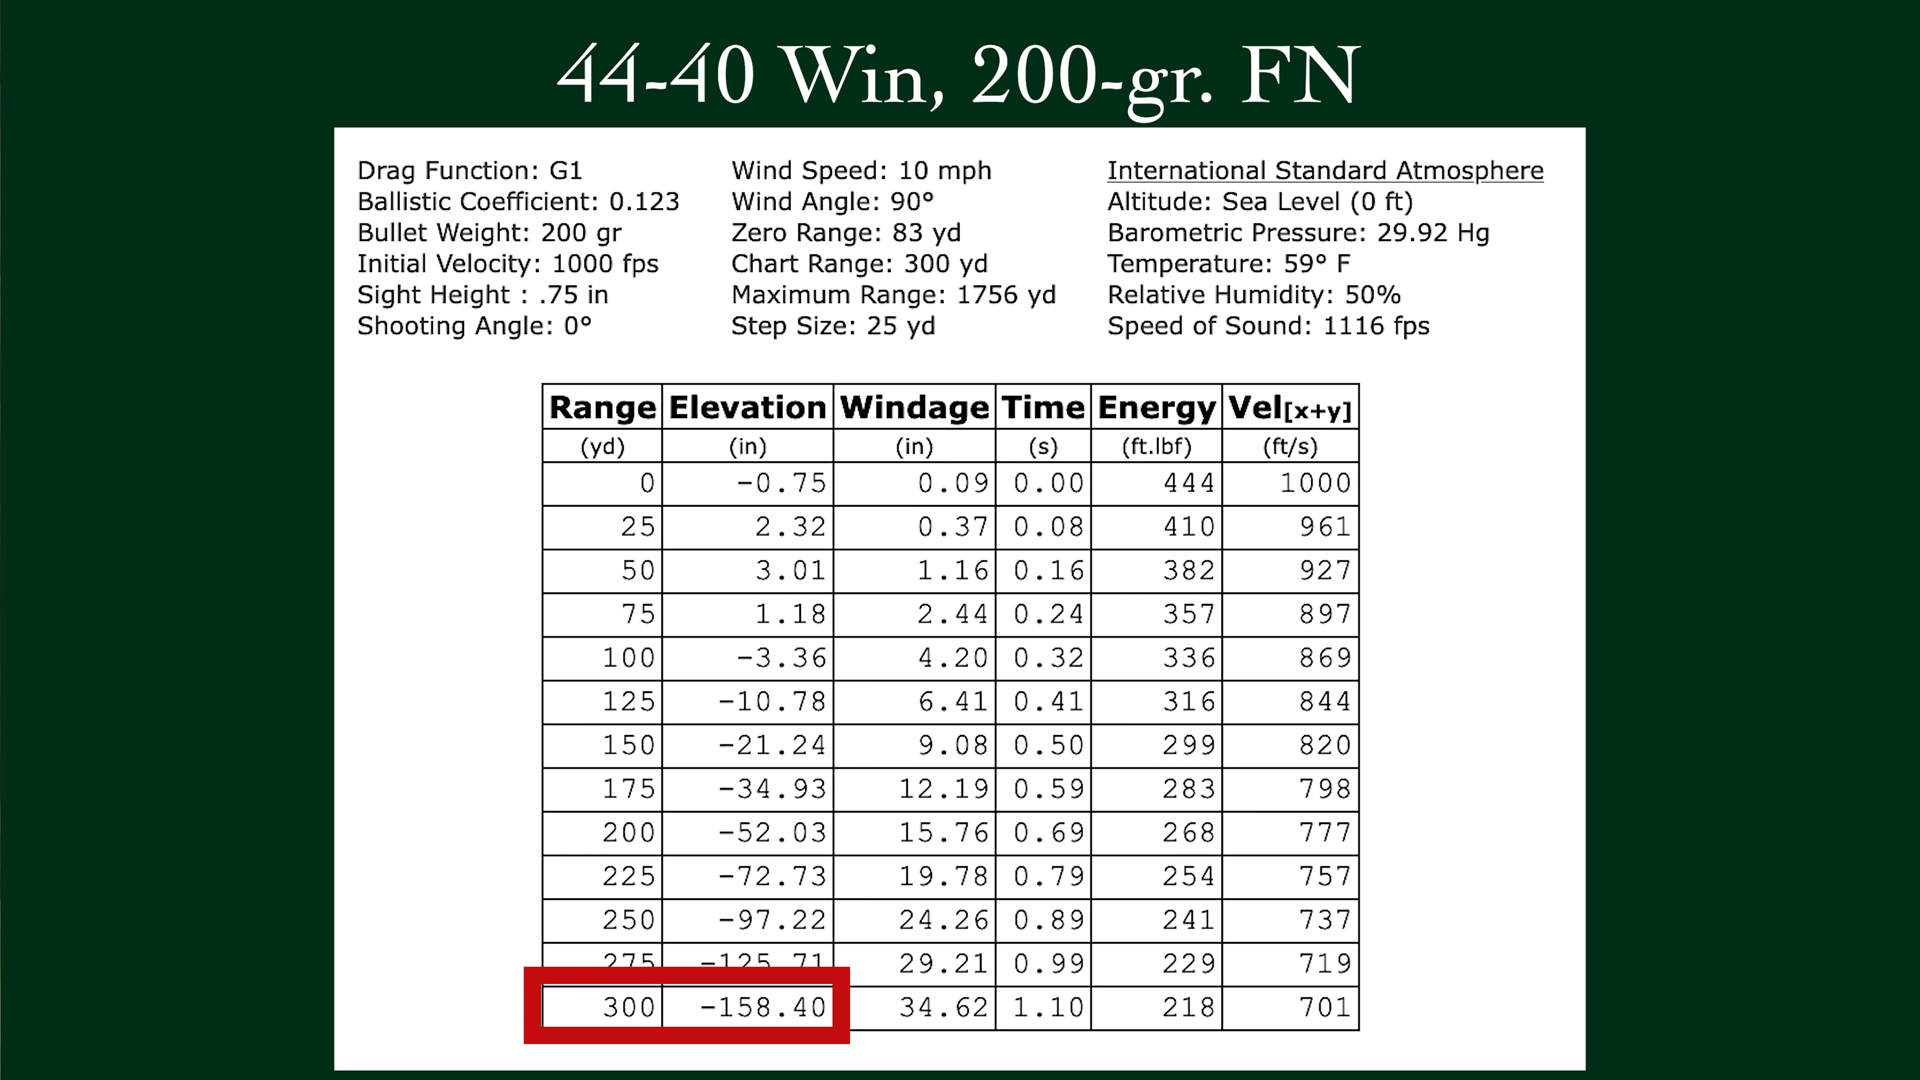 44-40 Win, 200-gr. FN
Drag Function: G1
Ballistic Coefficient: 0.123
Bullet Weight: 200 gr
Initial Velocity: 1000 fps
Sight Height : .75 in
Shooting Angle: 0°
Wind Speed: 10 mph
Wind Angle: 90°
Zero Range: 83 yd
Chart Range: 300 yd
Maximum Range: 1756 yd
Step Size: 25 yd
International Standard Atmosphere
Altitude: Sea Level (0 ft)
Barometric Pressure: 29.92 Hg
Temperature: 59° F
Relative Humidity: 50%
Speed of Sound: 1116 fps
Range Elevation Windage Time Energy Vel[x+y]
(yd) (in) (in) (s) (ft.lbf) (ft/s)
0 -0.75 0.09 0.00 444 1000
25 2.32 0.37 0.08 410 961
50 3.01 1.16 0.16 382 927
75 1.18 2.44 0.24 357 897
100 -3.36 4.20 0.32 336 869
125 -10.78 6.41 0.41 316 844
150 -21.24 9.08 0.50 299 820
175 -34.93 12.19 0.59 283 798
200 -52.03 15.76 0.69 268 777
225 -72.73 19.78 0.79 254 757
250 -97.22 24.26 0.89 241 737
275 -125.71 29.21 0.99 229 719
300 -158.40 34.62 1.10 218 701